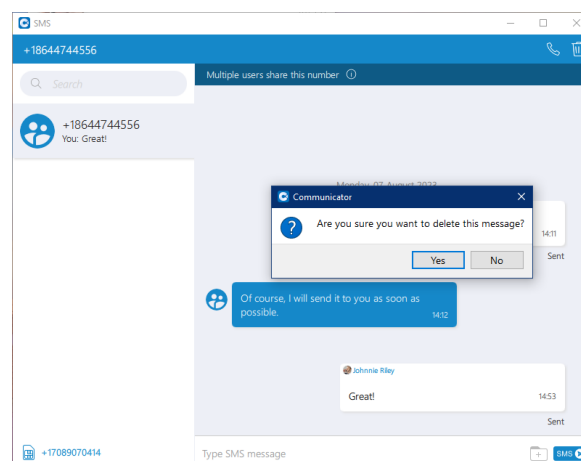 SMS
+18644744556
Search
Multiple users share this number
+18644744556
You: Great!
Monday, 07 August 2023
Communicator
Are you sure you want to delete this message?
Yes
No
14:11
Sent
Of course, I will send it to you as soon as
possible.
14:12
Johnnie Riley
Great!
14:53
Sent
+17089070414
Type SMS message
SMS